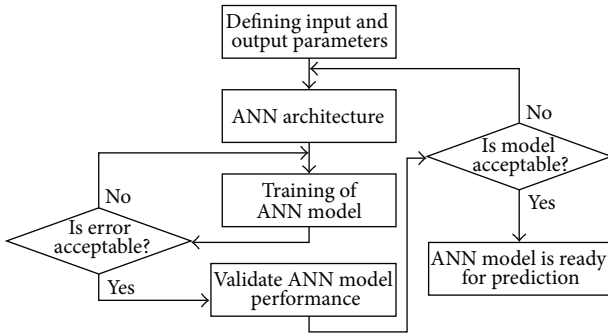 Defining input and
output parameters
ANN architecture
Training of
ANN model
No
Is error
acceptable?
Yes
Validate ANN model
performance
No
Is model
acceptable?
Yes
ANN model is ready
for prediction